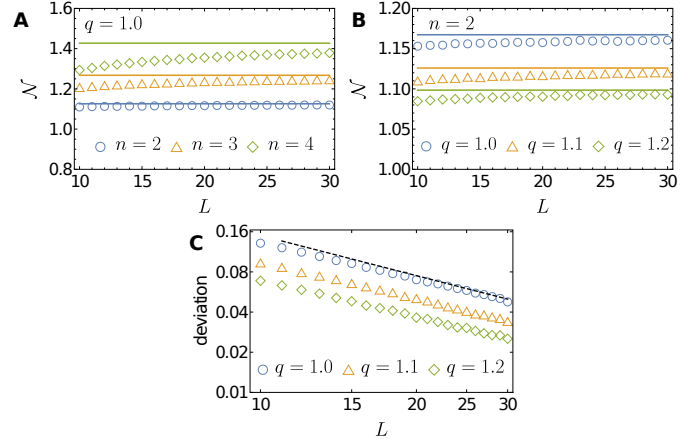 A
q = 1.0
1.6
1.4
1.2
1.0
0.8
𝒩
10 15 20 25 30
L
n = 2 n = 3 n = 4
B
n = 2
1.20
1.15
1.10
1.05
1.00
𝒩
10 15 20 25 30
L
q = 1.0 q = 1.1 q = 1.2
C
0.16
0.08
0.04
0.02
0.01
deviation
10 15 20 25 30
L
q = 1.0 q = 1.1 q = 1.2